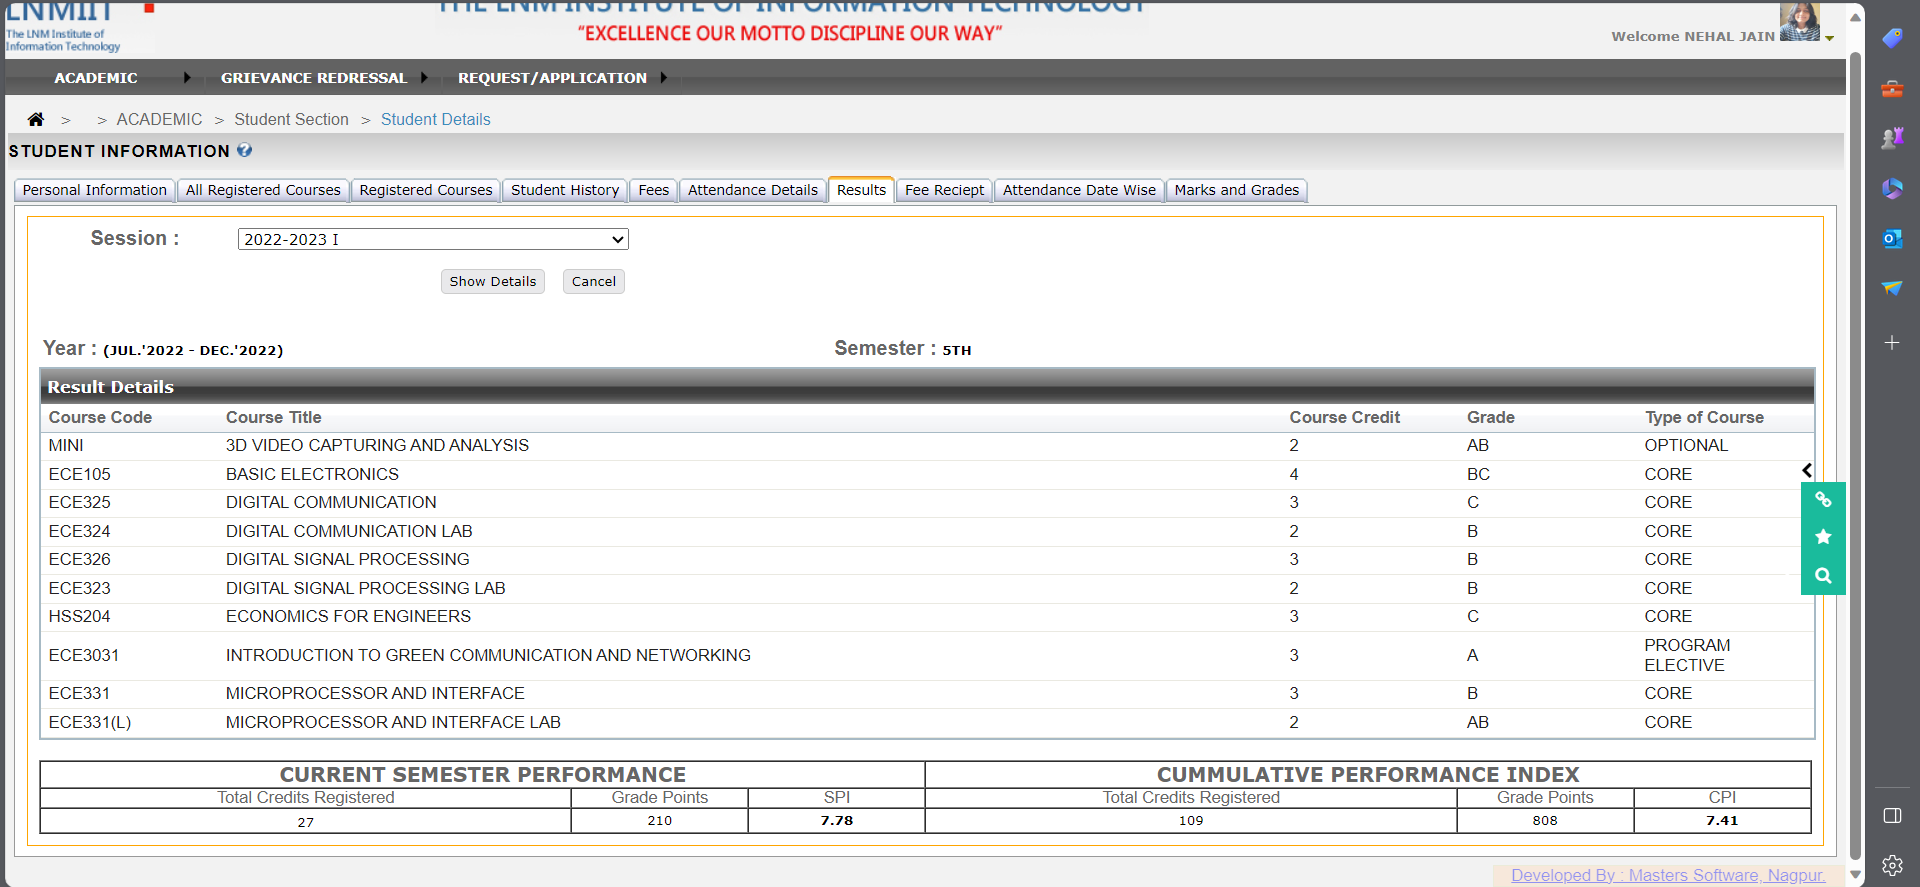 LNMIIT
The LNM Institute of
Information Technology
THE LNM INSTITUTE OF INFORMATION TECHNOLOGY
“EXCELLENCE OUR MOTTO DISCIPLINE OUR WAY”
Welcome NEHAL JAIN
ACADEMIC GRIEVANCE REDRESSAL REQUEST/APPLICATION
> > ACADEMIC > Student Section > Student Details
STUDENT INFORMATION ?
Personal Information All Registered Courses Registered Courses Student History Fees Attendance Details Results Fee Reciept Attendance Date Wise Marks and Grades
Session : 2022-2023 I
Show Details Cancel
Year : (JUL.'2022 - DEC.'2022) Semester : 5TH
Result Details
Course Code Course Title Course Credit Grade Type of Course
MINI 3D VIDEO CAPTURING AND ANALYSIS 2 AB OPTIONAL
ECE105 BASIC ELECTRONICS 4 BC CORE
ECE325 DIGITAL COMMUNICATION 3 C CORE
ECE324 DIGITAL COMMUNICATION LAB 2 B CORE
ECE326 DIGITAL SIGNAL PROCESSING 3 B CORE
ECE323 DIGITAL SIGNAL PROCESSING LAB 2 B CORE
HSS204 ECONOMICS FOR ENGINEERS 3 C CORE
ECE3031 INTRODUCTION TO GREEN COMMUNICATION AND NETWORKING 3 A PROGRAM
ELECTIVE
ECE331 MICROPROCESSOR AND INTERFACE 3 B CORE
ECE331(L) MICROPROCESSOR AND INTERFACE LAB 2 AB CORE
CURRENT SEMESTER PERFORMANCE CUMMULATIVE PERFORMANCE INDEX
Total Credits Registered Grade Points SPI Total Credits Registered Grade Points CPI
27 210 7.78 109 808 7.41
Developed By : Masters Software, Nagpur.